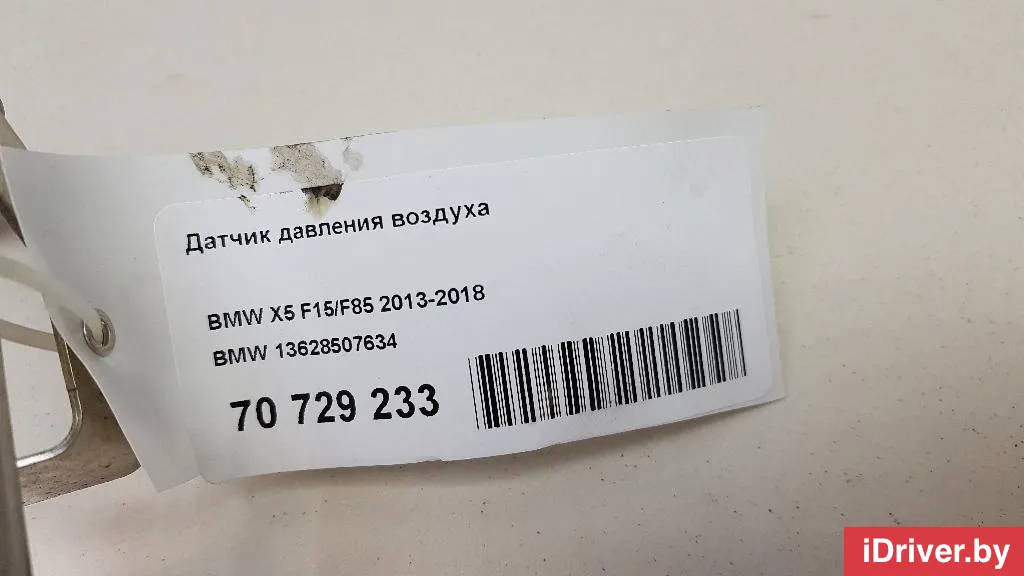 Датчик давления воздуха
BMW X5 F15/F85 2013-2018
BMW 13628507634
70 729 233
iDriver.by